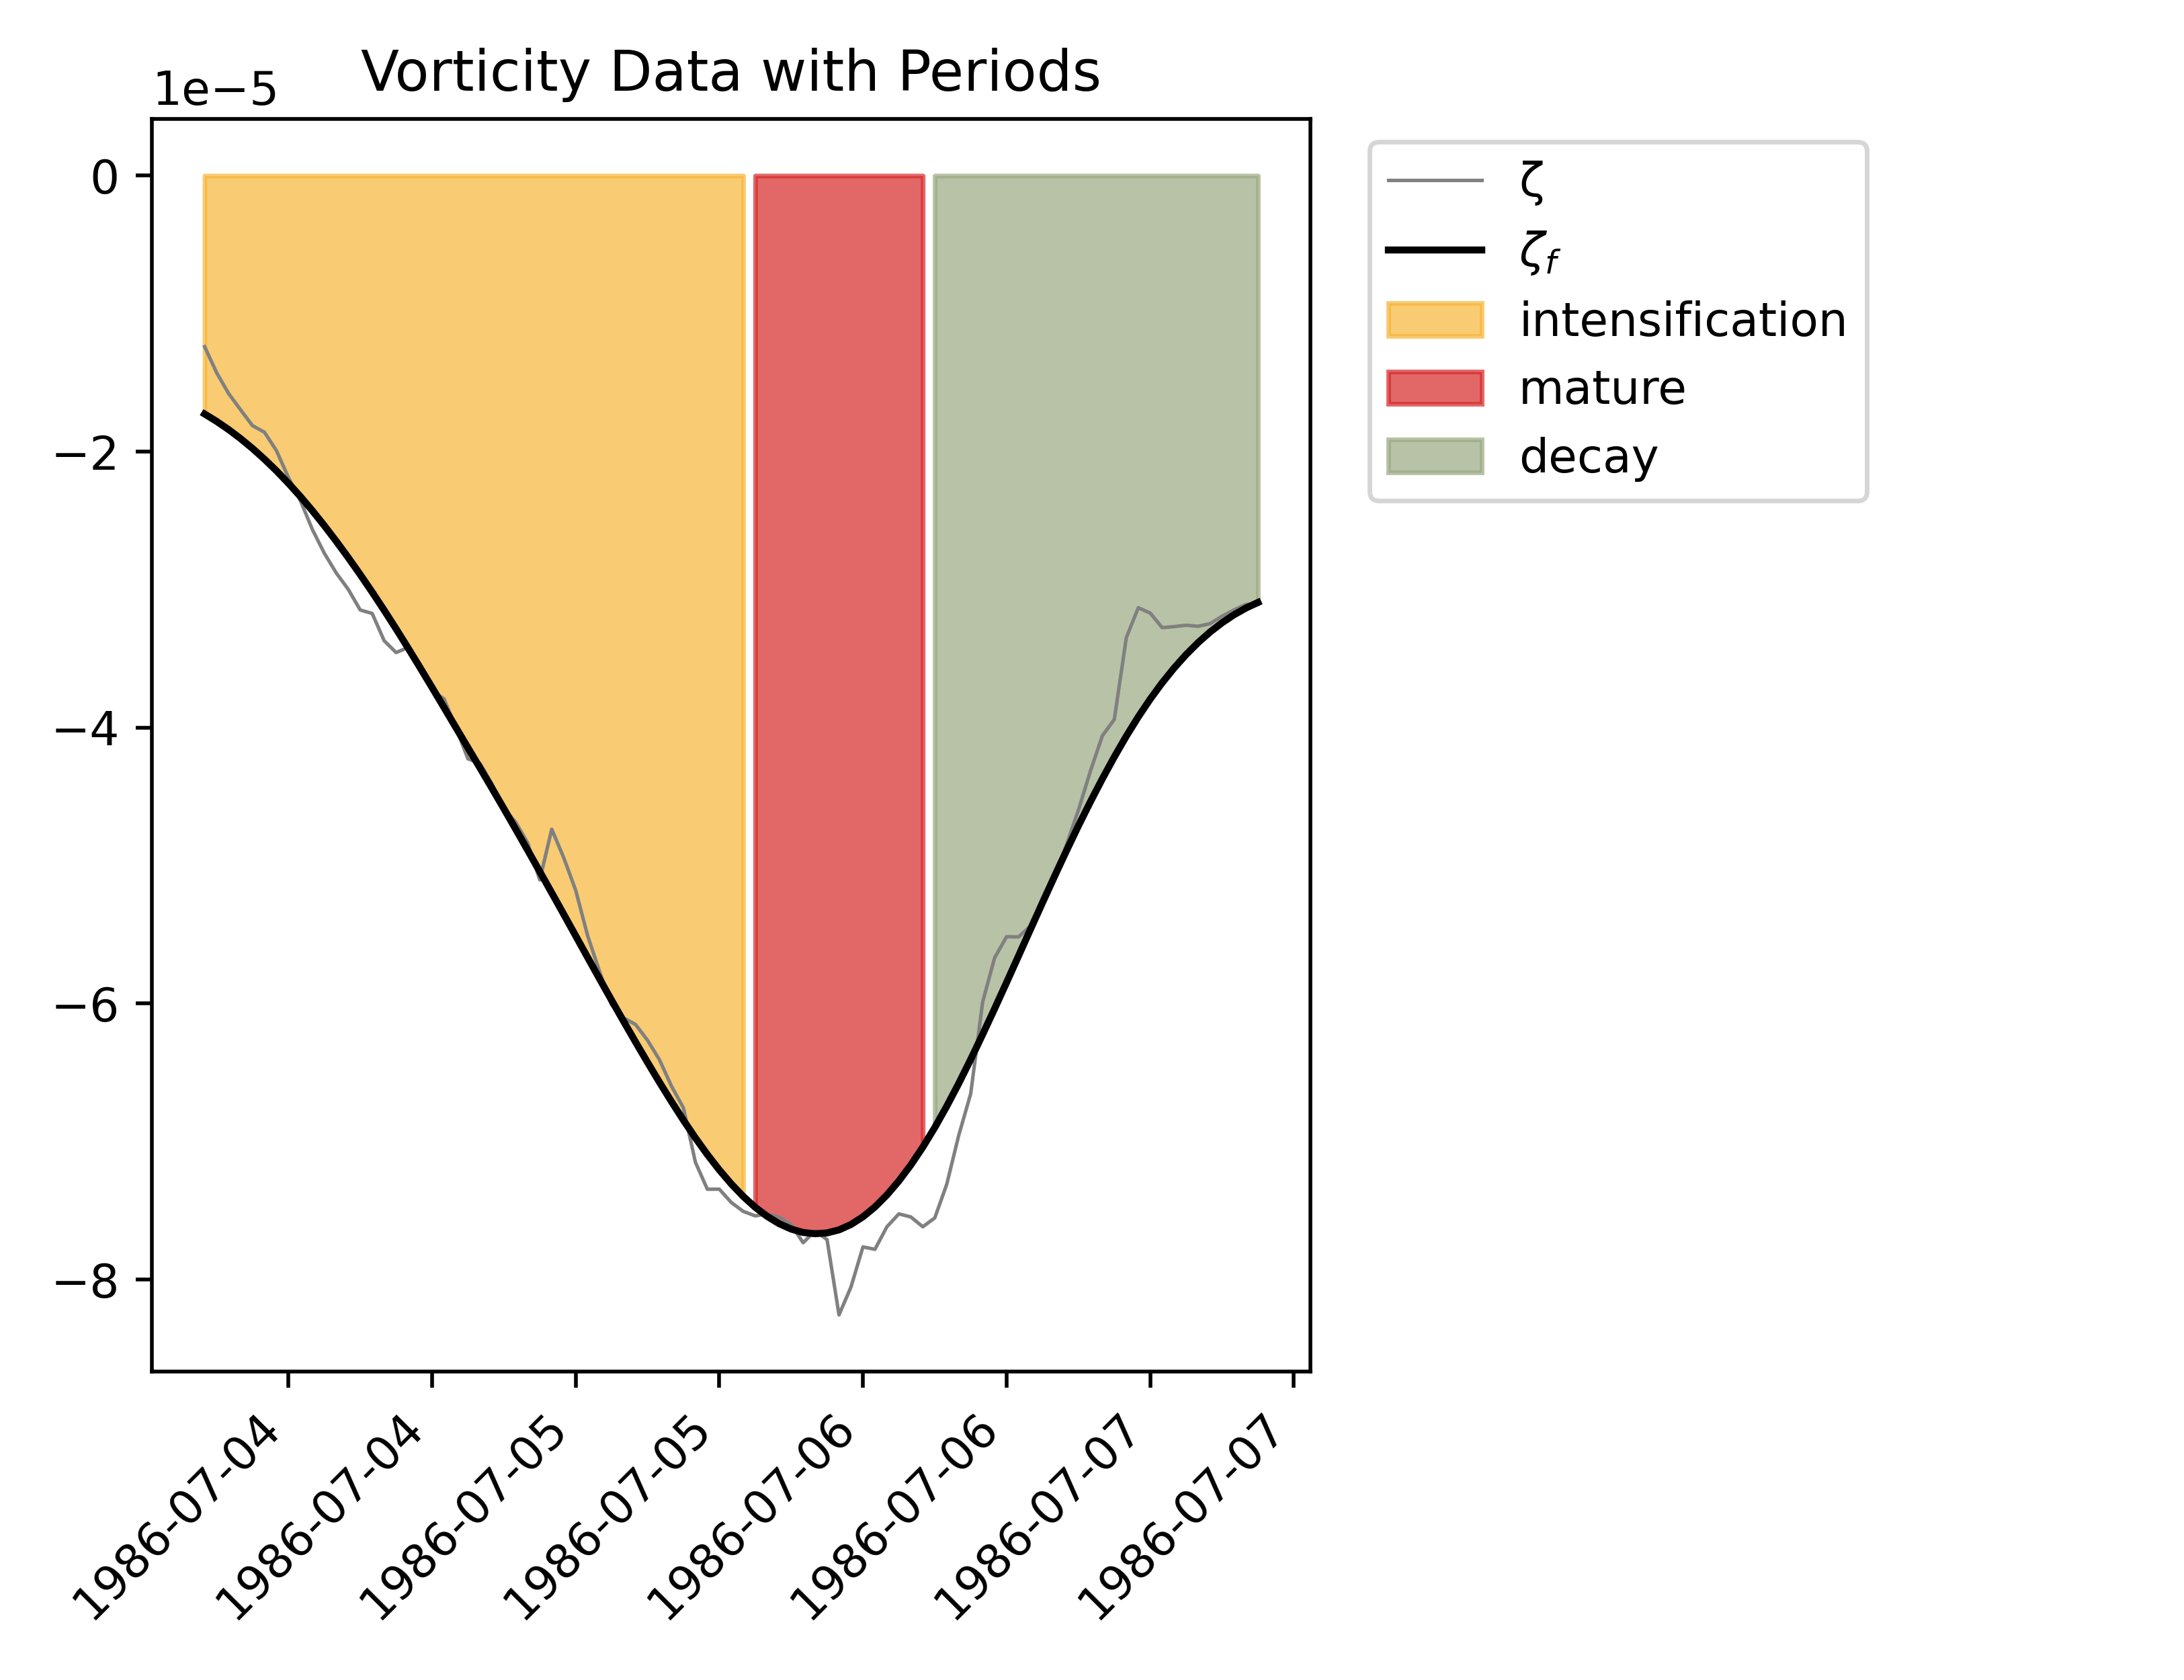 Vorticity Data with Periods
1e−5
0
−2
−4
−6
−8
1986-07-04
1986-07-04
1986-07-05
1986-07-05
1986-07-06
1986-07-06
1986-07-07
1986-07-07
ζ
ζf
intensification
mature
decay